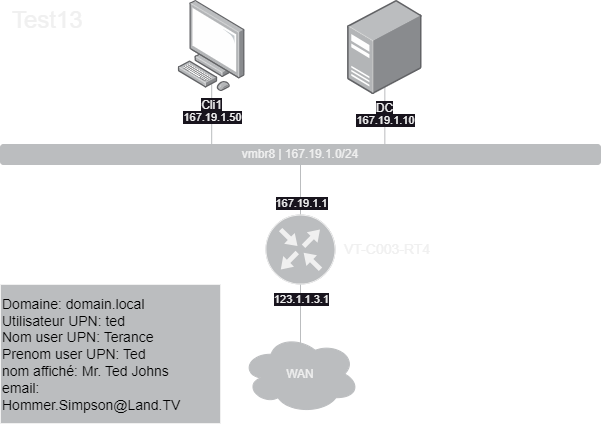 Test13
Cli1
167.19.1.50
DC
167.19.1.10
vmbr8 | 167.19.1.0/24
167.19.1.1
VT-C003-RT4
123.1.1.3.1
WAN
Domaine: domain.local
Utilisateur UPN: ted
Nom user UPN: Terance
Prenom user UPN: Ted
nom affiché: Mr. Ted Johns
email:
Hommer.Simpson@Land.TV